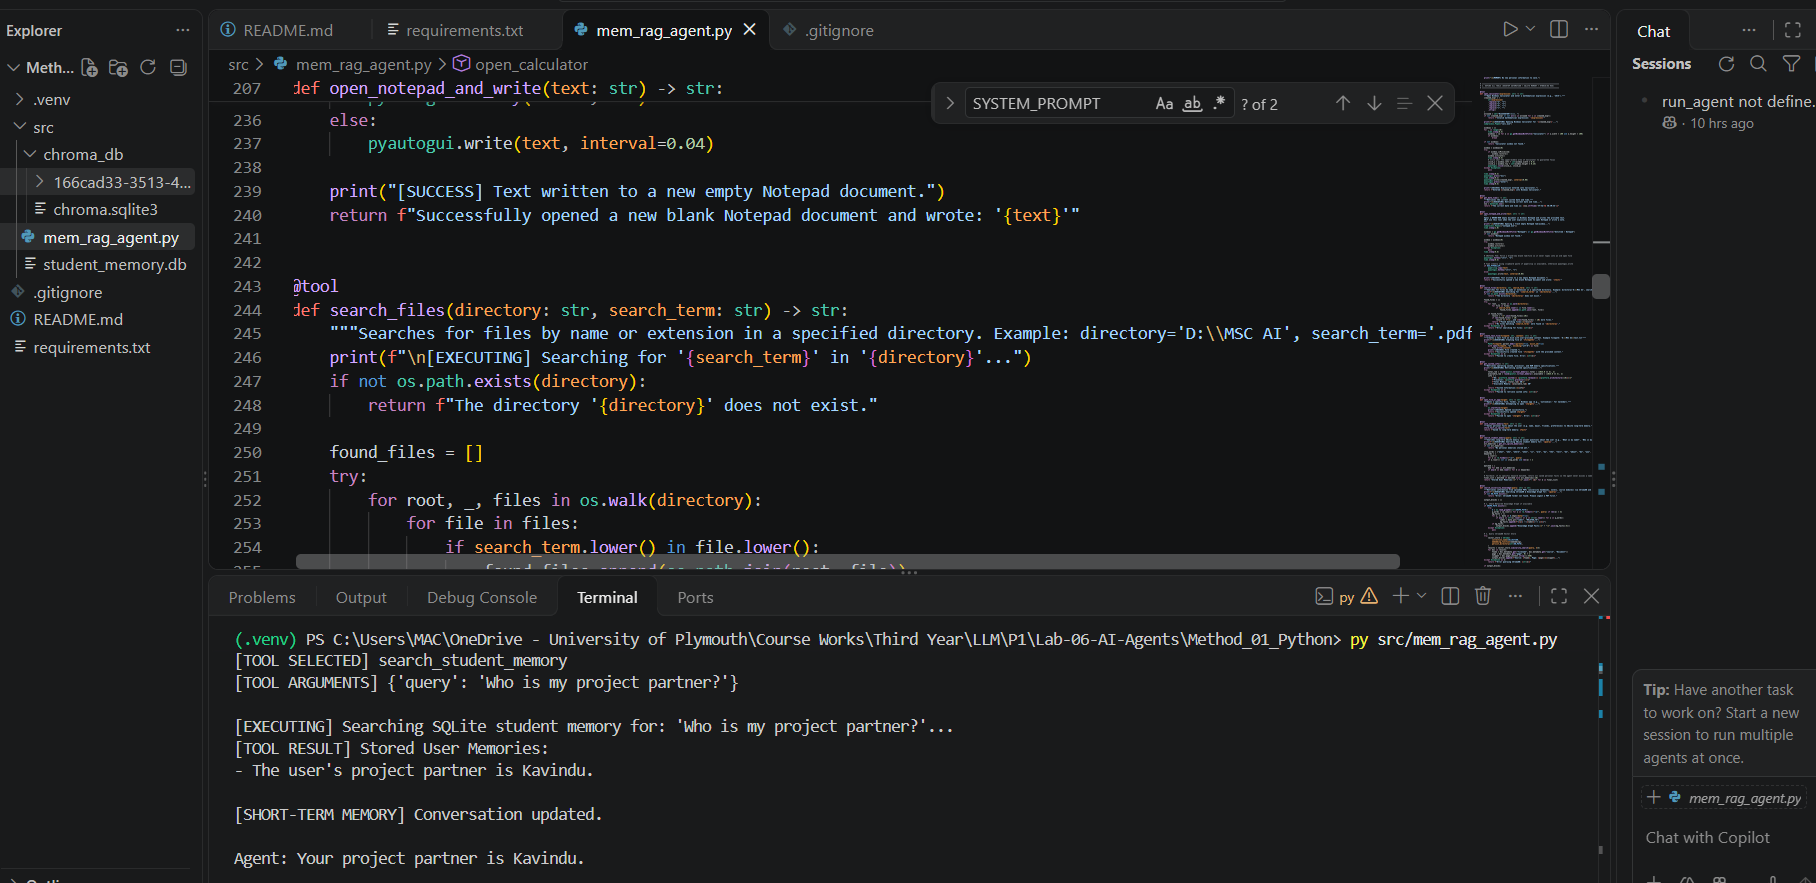 Explorer
Meth...
.venv
src
chroma_db
166cad33-3513-4...
chroma.sqlite3
mem_rag_agent.py
student_memory.db
.gitignore
README.md
requirements.txt
README.md
requirements.txt
mem_rag_agent.py
.gitignore
src > mem_rag_agent.py > open_calculator
SYSTEM_PROMPT
Aa ab .* ? of 2
207 def open_notepad_and_write(text: str) -> str:
236 else:
237 pyautogui.write(text, interval=0.04)
238
239 print("[SUCCESS] Text written to a new empty Notepad document.")
240 return f"Successfully opened a new blank Notepad document and wrote: '{text}'"
241
242
243 @tool
244 def search_files(directory: str, search_term: str) -> str:
245 """Searches for files by name or extension in a specified directory. Example: directory='D:\\MSC AI', search_term='.pdf
246 print(f"\n[EXECUTING] Searching for '{search_term}' in '{directory}'...")
247 if not os.path.exists(directory):
248 return f"The directory '{directory}' does not exist."
249
250 found_files = []
251 try:
252 for root, _, files in os.walk(directory):
253 for file in files:
254 if search_term.lower() in file.lower():
255 found_files.append(os.path.join(root, file))
Problems
Output
Debug Console
Terminal
Ports
py
(.venv) PS C:\Users\MAC\OneDrive - University of Plymouth\Course Works\Third Year\LLM\P1\Lab-06-AI-Agents\Method_01_Python> py src/mem_rag_agent.py
[TOOL SELECTED] search_student_memory
[TOOL ARGUMENTS] {'query': 'Who is my project partner?'}
[EXECUTING] Searching SQLite student memory for: 'Who is my project partner?'...
[TOOL RESULT] Stored User Memories:
- The user's project partner is Kavindu.
[SHORT-TERM MEMORY] Conversation updated.
Agent: Your project partner is Kavindu.
Chat
Sessions
run_agent not define.
· 10 hrs ago
Tip: Have another task
to work on? Start a new
session to run multiple
agents at once.
mem_rag_agent.py
Chat with Copilot